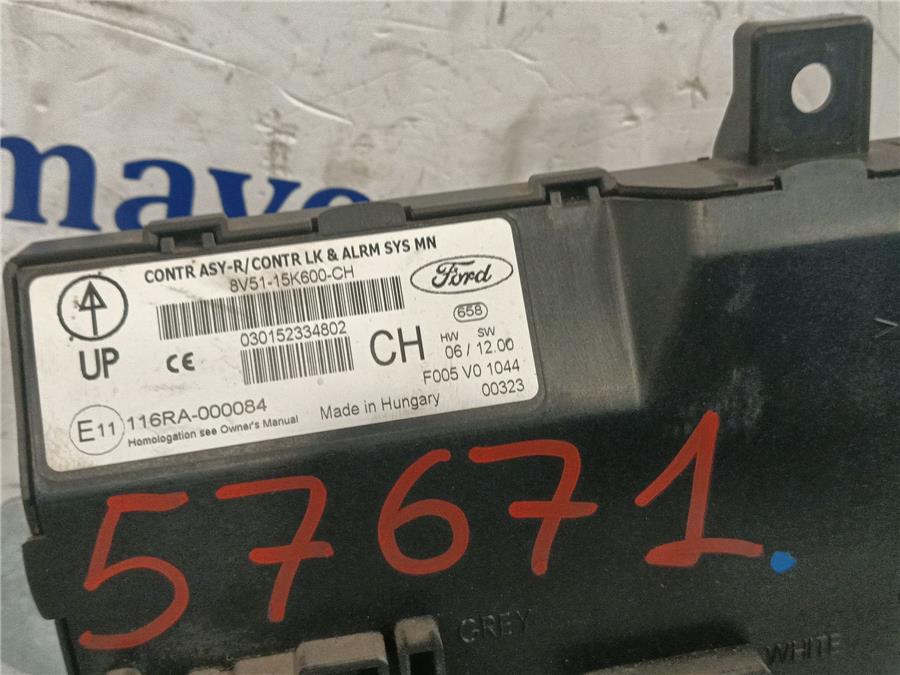 mave
CONTR ASY-R/CONTR LK & ALRM SYS MN
8V51-15K600-CH
Ford
658
030152334802
UP
CE
CH
HW SW
06 / 12.00
F005 V0 1044
00323
E11 116RA-000084
Homologation see Owner's Manual
Made in Hungary
57671
GREY
WHITE